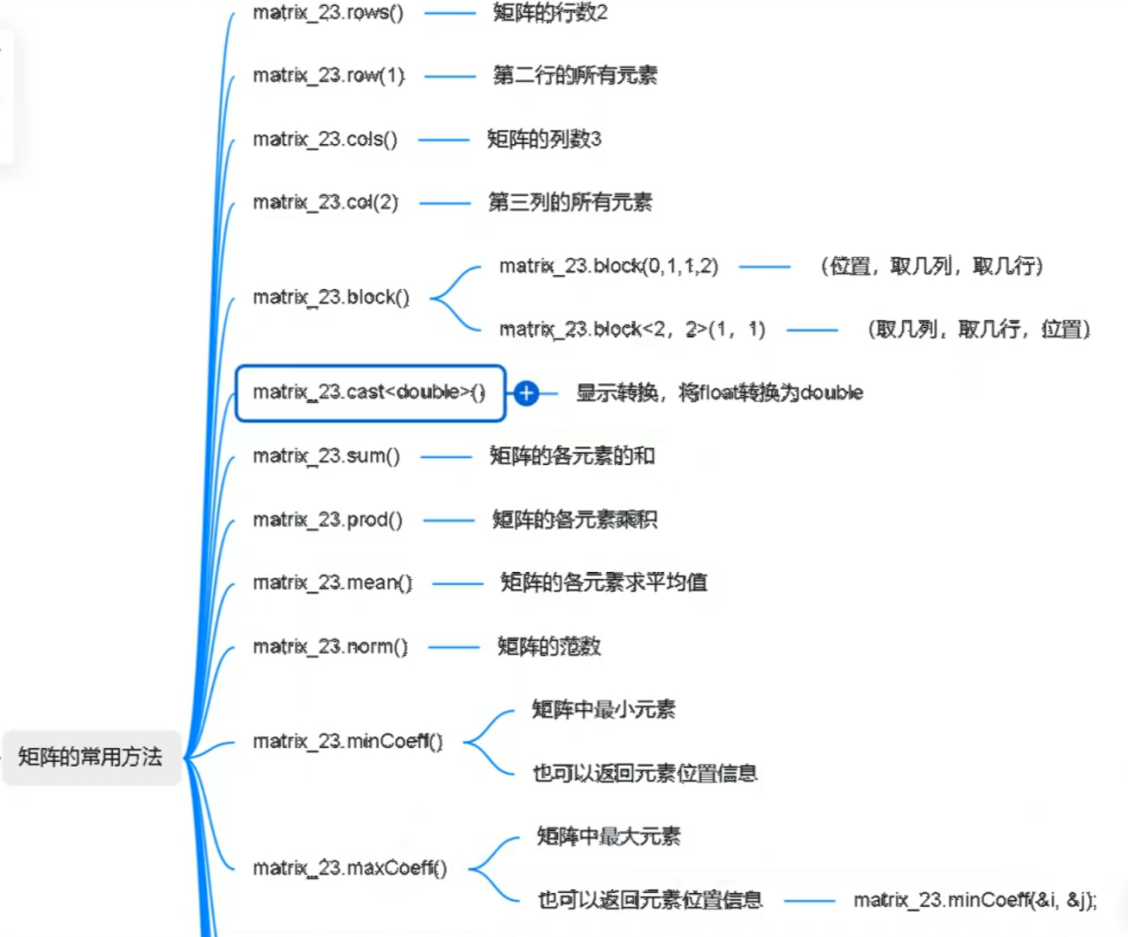 matrix_23.rows() 矩阵的行数2
matrix_23.row(1) 第二行的所有元素
matrix_23.cols() 矩阵的列数3
matrix_23.col(2) 第三列的所有元素
matrix_23.block(0,1,1,2) （位置，取几列，取几行）
matrix_23.block()
matrix_23.block<2，2>(1，1) （取几列，取几行，位置）
matrix_23.cast<double>() 显示转换，将float转换为double
matrix_23.sum() 矩阵的各元素的和
matrix_23.prod() 矩阵的各元素乘积
matrix_23.mean() 矩阵的各元素求平均值
matrix_23.norm() 矩阵的范数
矩阵中最小元素
matrix_23.minCoeff()
矩阵的常用方法
也可以返回元素位置信息
矩阵中最大元素
matrix_23.maxCoeff()
也可以返回元素位置信息 matrix_23.minCoeff(&i, &j);